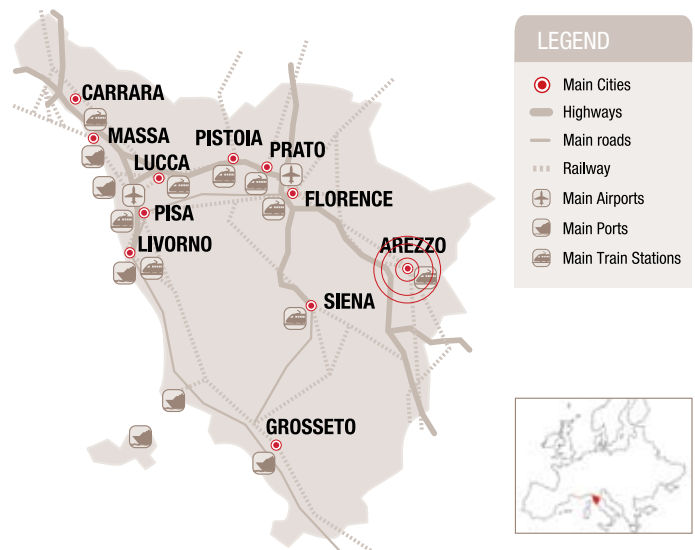 CARRARA
MASSA
PISTOIA
PRATO
LUCCA
FLORENCE
PISA
LIVORNO
AREZZO
SIENA
GROSSETO
LEGEND
Main Cities
Highways
Main roads
Railway
Main Airports
Main Ports
Main Train Stations